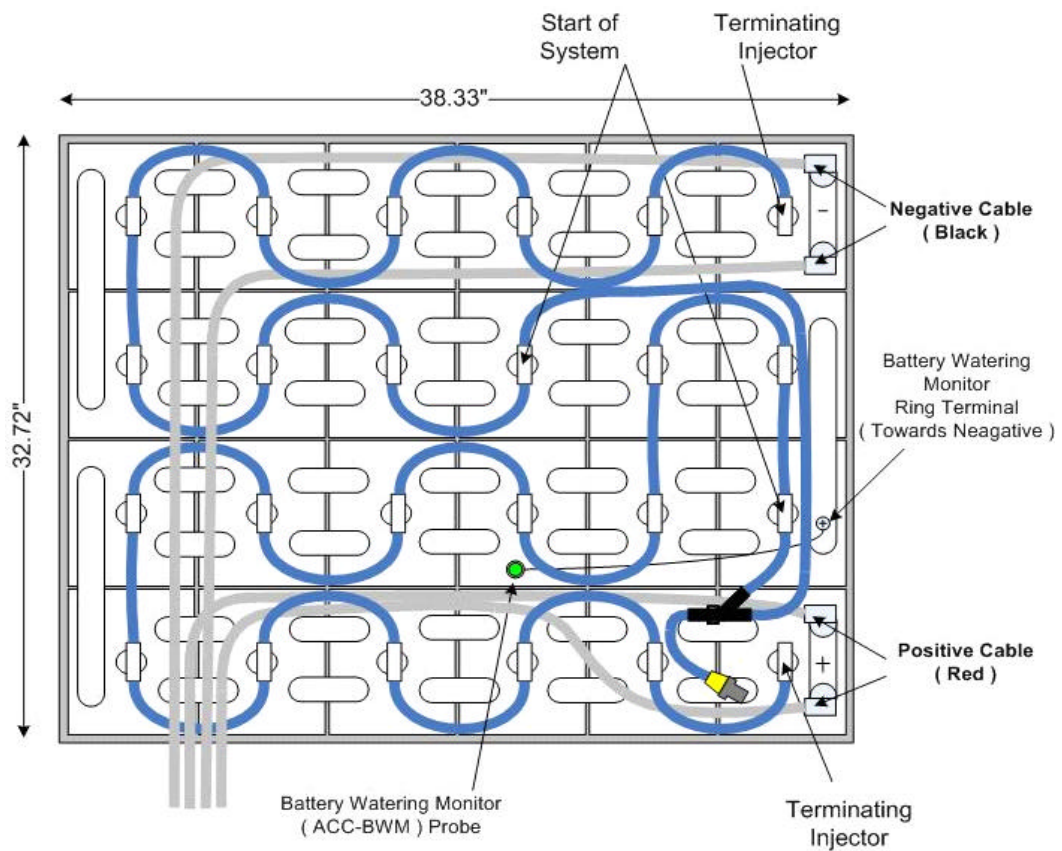 Start of
System
Terminating
Injector
38.33"
32.72"
−
Negative Cable
( Black )
Battery Watering
Monitor
Ring Terminal
( Towards Neagative )
+
Positive Cable
( Red )
Battery Watering Monitor
( ACC-BWM ) Probe
Terminating
Injector